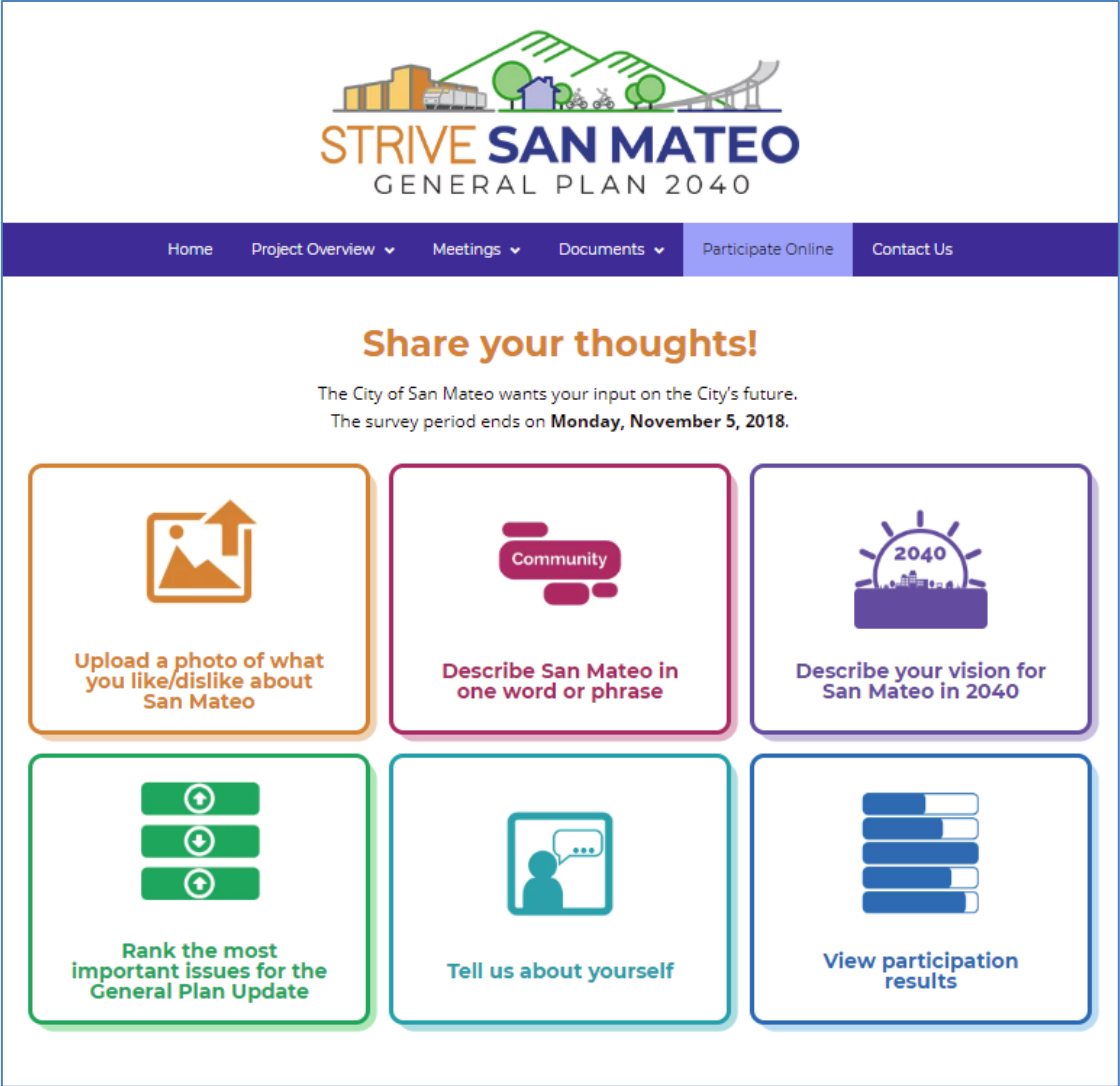 STRIVE SAN MATEO
GENERAL PLAN 2040
Home Project Overview Meetings Documents Participate Online Contact Us
Share your thoughts!
The City of San Mateo wants your input on the City's future.
The survey period ends on Monday, November 5, 2018.
Upload a photo of what
you like/dislike about
San Mateo
Community
Describe San Mateo in
one word or phrase
2040
Describe your vision for
San Mateo in 2040
Rank the most
important issues for the
General Plan Update
Tell us about yourself
View participation
results